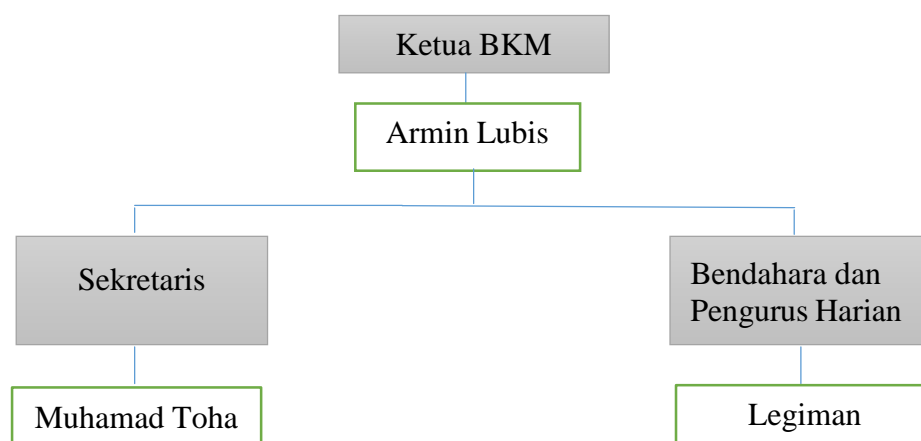 Ketua BKM
Armin Lubis
Sekretaris
Bendahara dan
Pengurus Harian
Muhamad Toha
Legiman